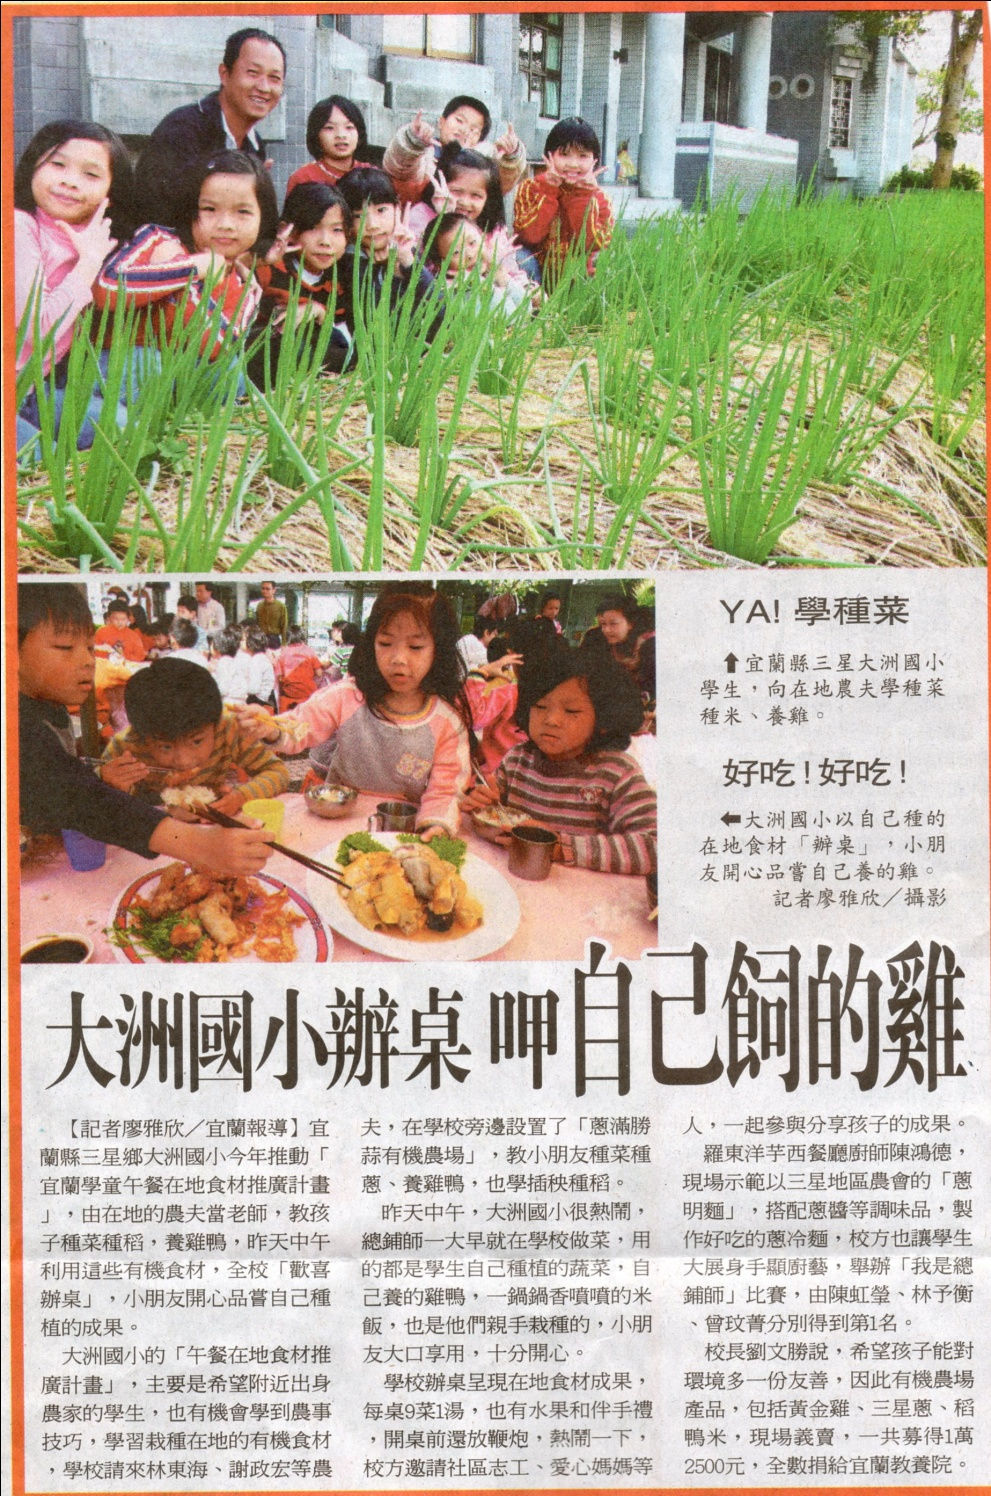 YA! 學種菜
⬆宜蘭縣三星大洲國小
學生，向在地農夫學種菜
種米、養雞。
好吃!好吃!
⬅大洲國小以自己種的
在地食材「辦桌」，小朋
友開心品嘗自己養的雞。
記者廖雅欣／攝影
大洲國小辦桌 呷自己飼的雞
【記者廖雅欣／宜蘭報導】宜
蘭縣三星鄉大洲國小今年推動「
宜蘭學童午餐在地食材推廣計畫
」，由在地的農夫當老師，教孩
子種菜種稻，養雞鴨，昨天中午
利用這些有機食材，全校「歡喜
辦桌」，小朋友開心品嘗自己種
植的成果。
大洲國小的「午餐在地食材推
廣計畫」，主要是希望附近出身
農家的學生，也有機會學到農事
技巧，學習栽種在地的有機食材
，學校請來林東海、謝政宏等農
夫，在學校旁邊設置了「蔥滿勝
蒜有機農場」，教小朋友種菜種
蔥、養雞鴨，也學插秧種稻。
昨天中午，大洲國小很熱鬧，
總鋪師一大早就在學校做菜，用
的都是學生自己種植的蔬菜，自
己養的雞鴨，一鍋鍋香噴噴的米
飯，也是他們親手栽種的，小朋
友大口享用，十分開心。
學校辦桌呈現在地食材成果，
每桌9菜1湯，也有水果和伴手禮
，開桌前還放鞭炮，熱鬧一下，
校方邀請社區志工、愛心媽媽等
人，一起參與分享孩子的成果。
羅東洋芋西餐廳廚師陳鴻德，
現場示範以三星地區農會的「蔥
明麵」，搭配蔥醬等調味品，製
作好吃的蔥冷麵，校方也讓學生
大展身手顯廚藝，舉辦「我是總
鋪師」比賽，由陳虹瑩、林予衡
、曾玟菁分別得到第1名。
校長劉文勝說，希望孩子能對
環境多一份友善，因此有機農場
產品，包括黃金雞、三星蔥、稻
鴨米，現場義賣，一共募得1萬
2500元，全數捐給宜蘭教養院。